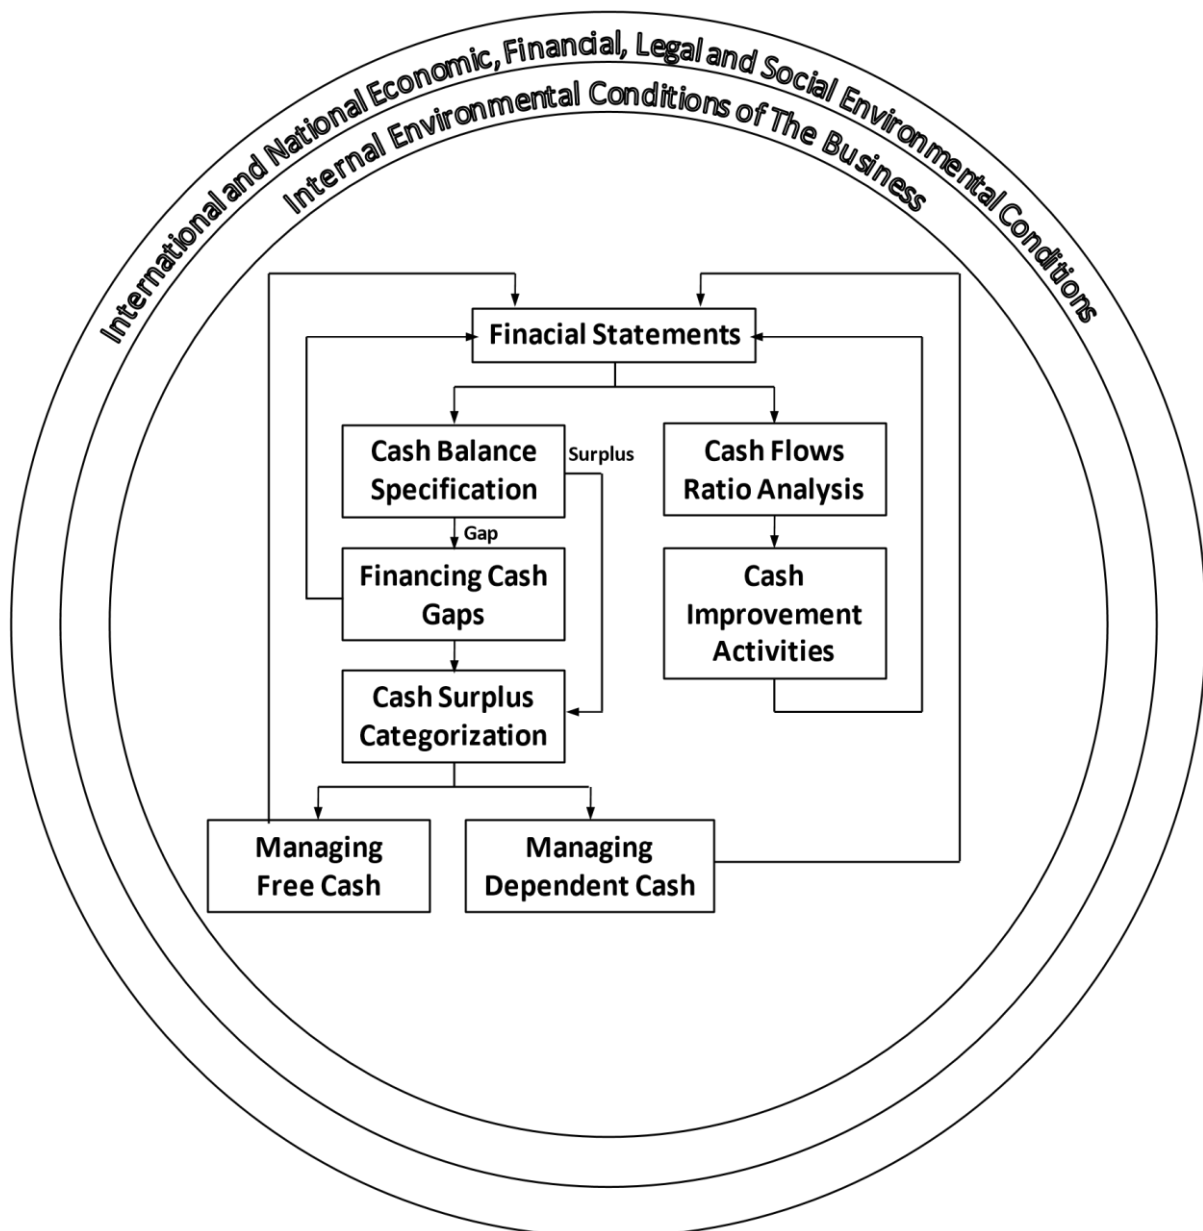 International and National Economic, Financial, Legal and Social Environmental Conditions
Internal Environmental Conditions of The Business
Finacial Statements
Cash Balance
Specification
Surplus
Cash Flows
Ratio Analysis
Gap
Financing Cash
Gaps
Cash
Improvement
Activities
Cash Surplus
Categorization
Managing
Free Cash
Managing
Dependent Cash